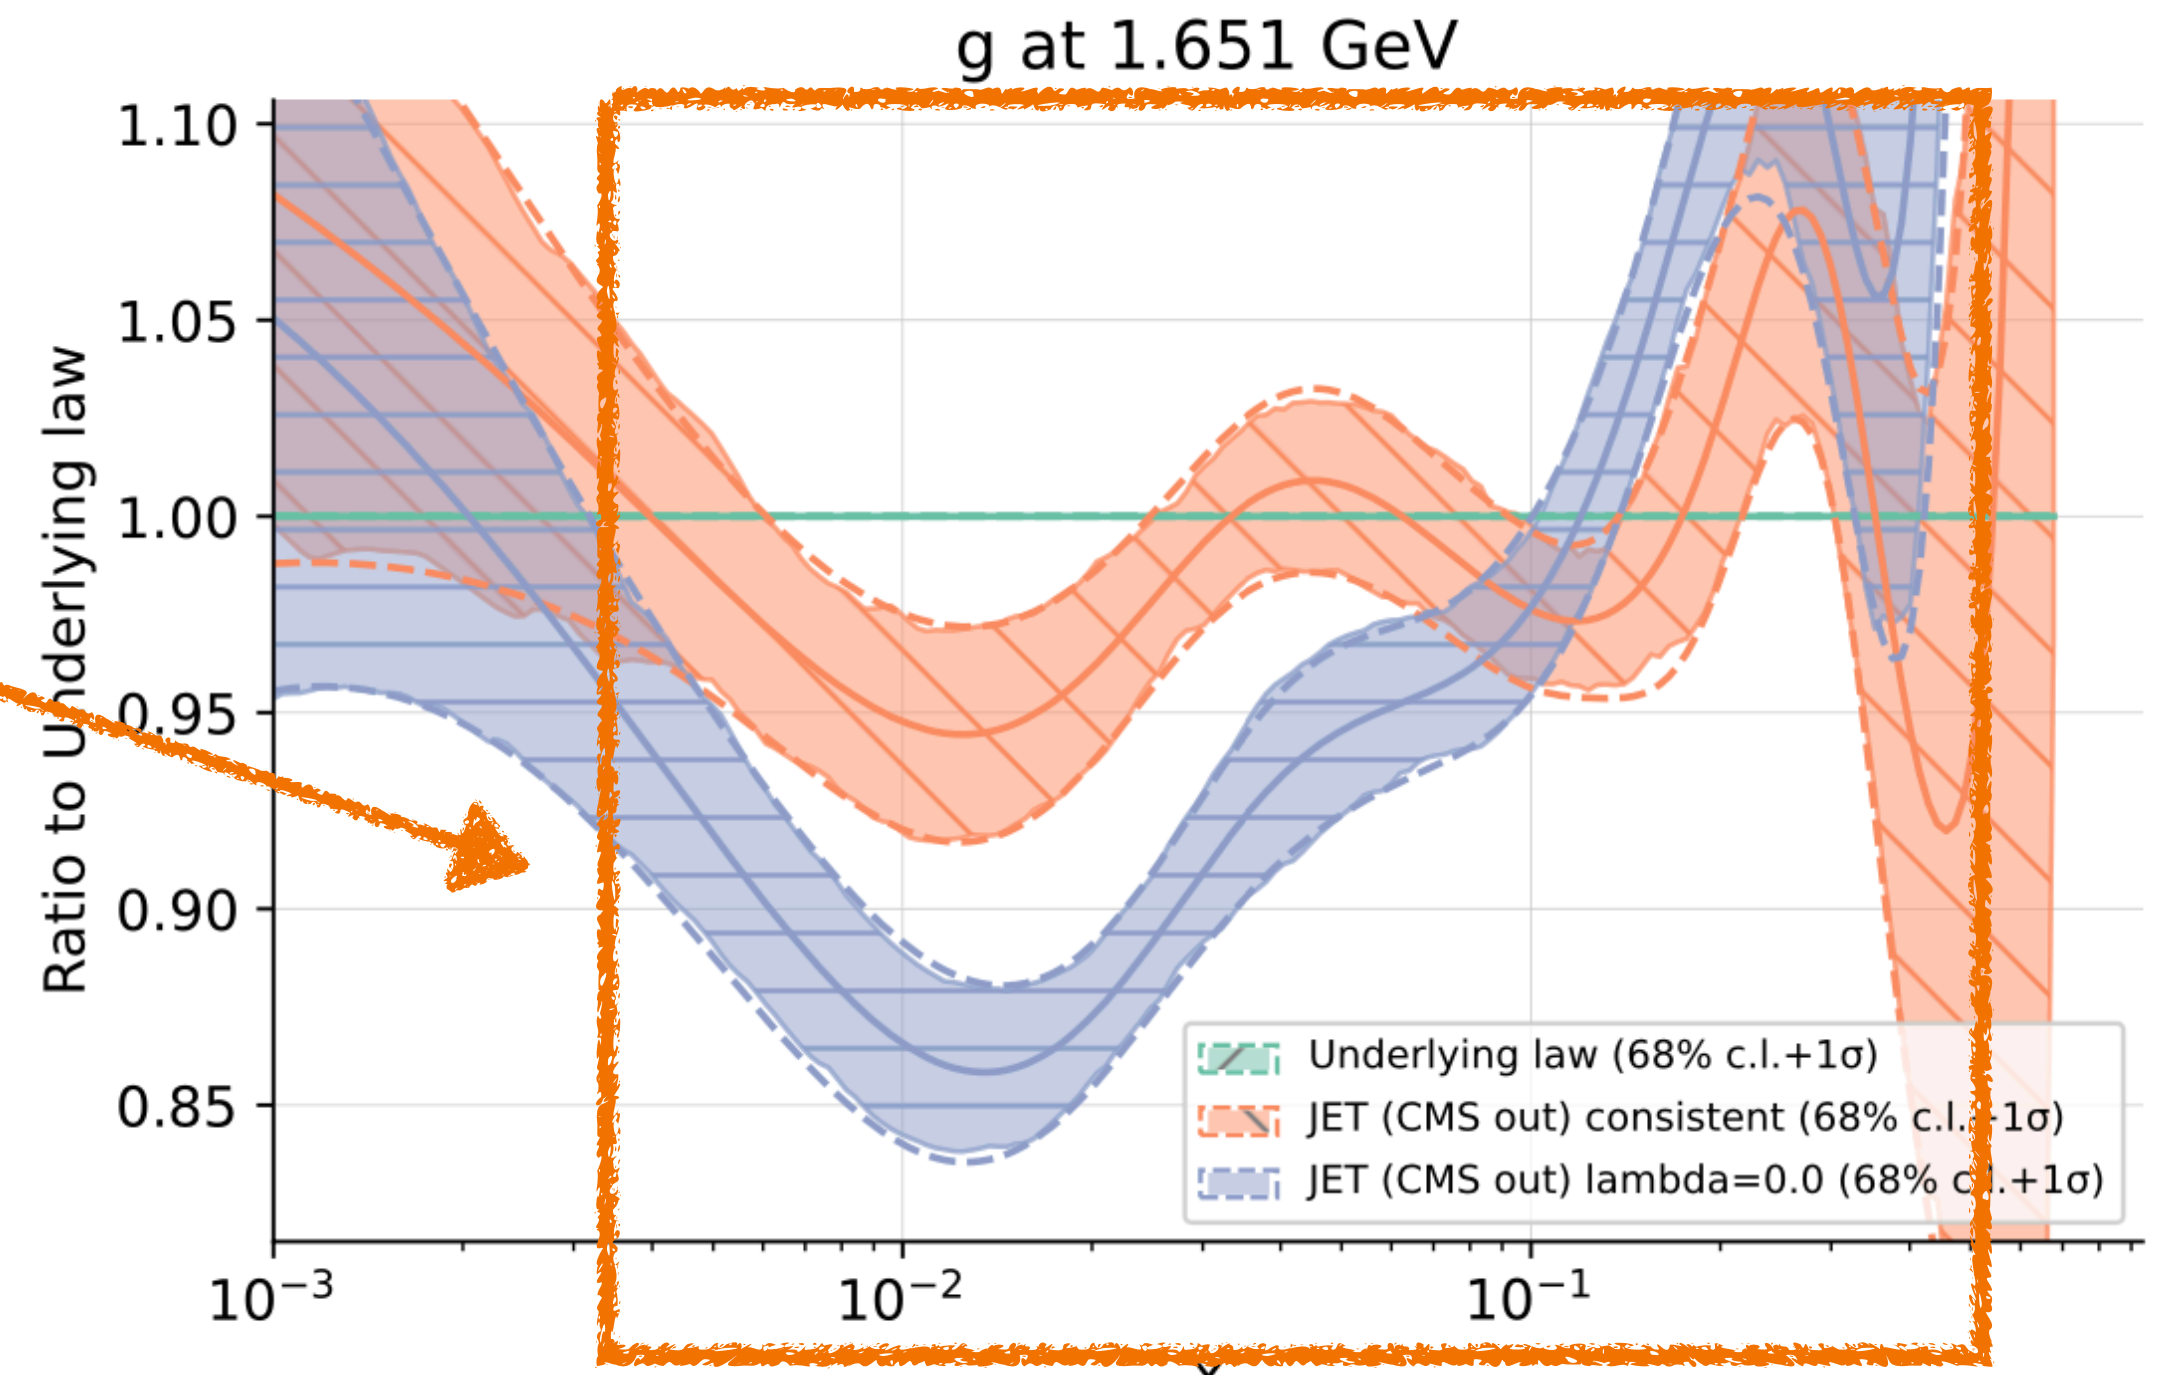 g at 1.651 GeV
Ratio to Underlying law
1.10
1.05
1.00
0.95
0.90
0.85
10⁻³
10⁻²
10⁻¹
Underlying law (68% c.l.+1σ)
JET (CMS out) consistent (68% c.l.+1σ)
JET (CMS out) lambda=0.0 (68% c.l.+1σ)